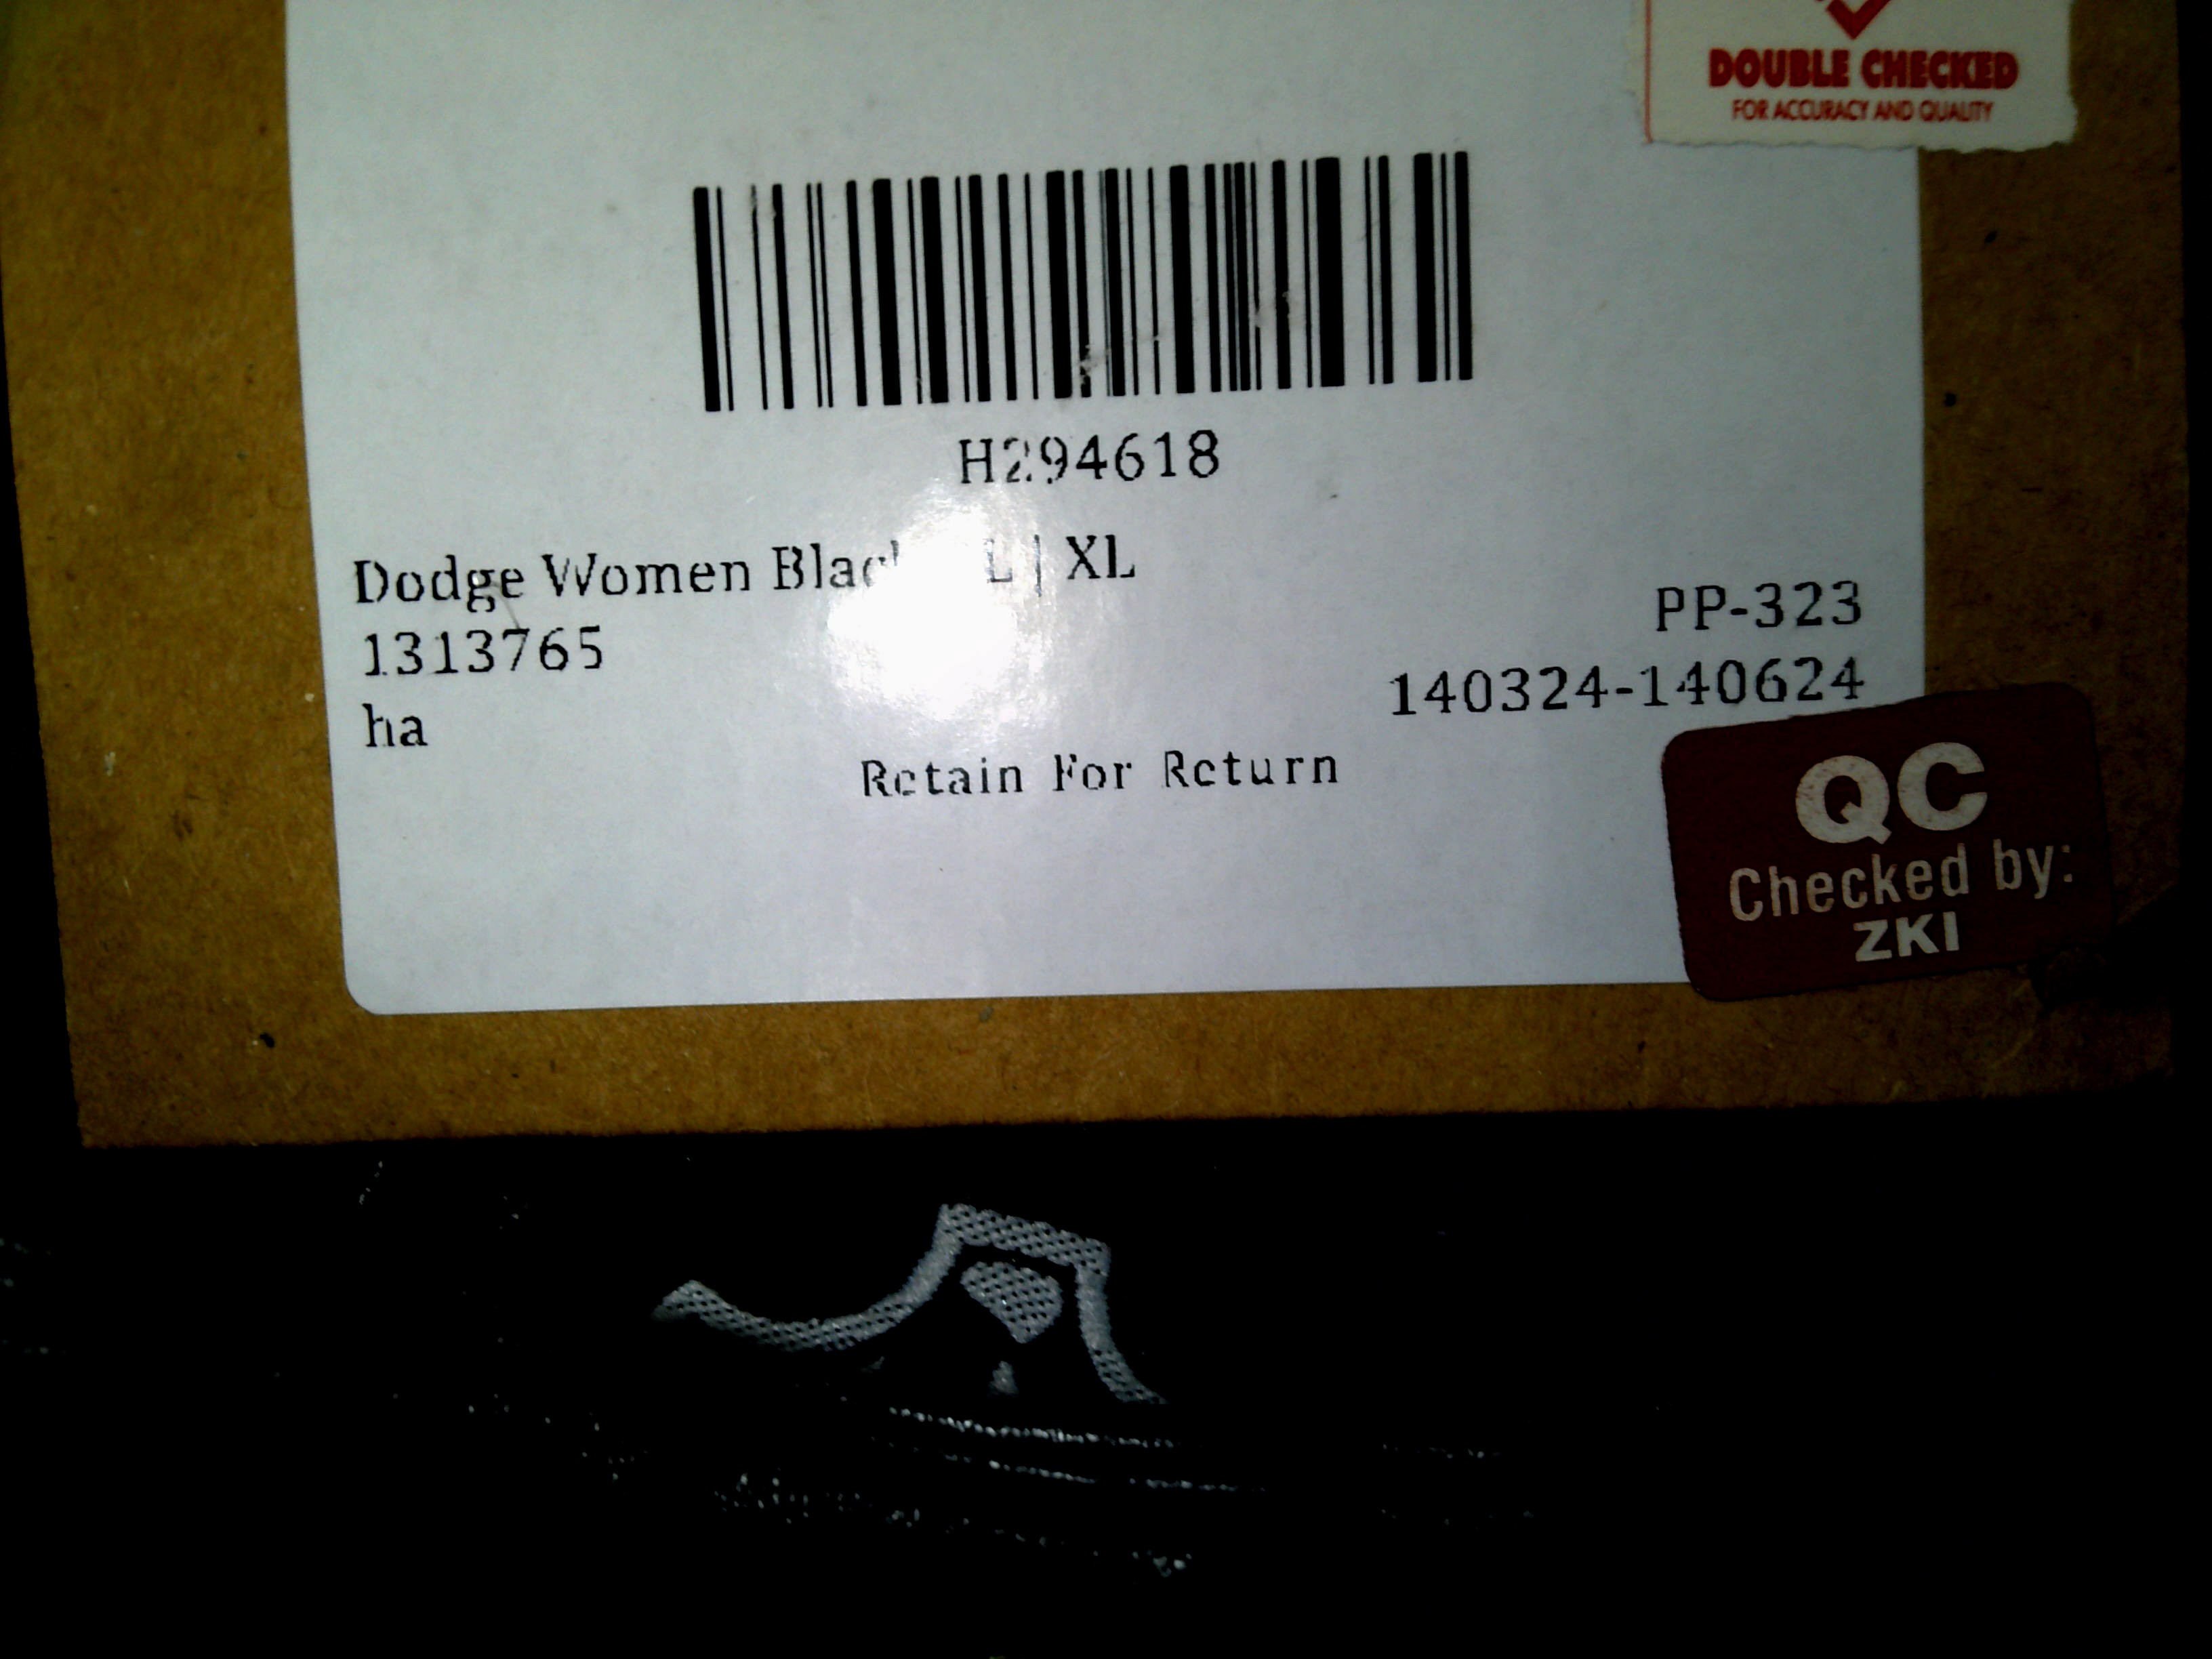 DOUBLE CHECKED
FOR ACCURACY AND QUALITY
H294618
Dodge Women L | XL
1313765
PP-323
140324-140624
ha
Retain For Return
QC
Checked by:
ZKI